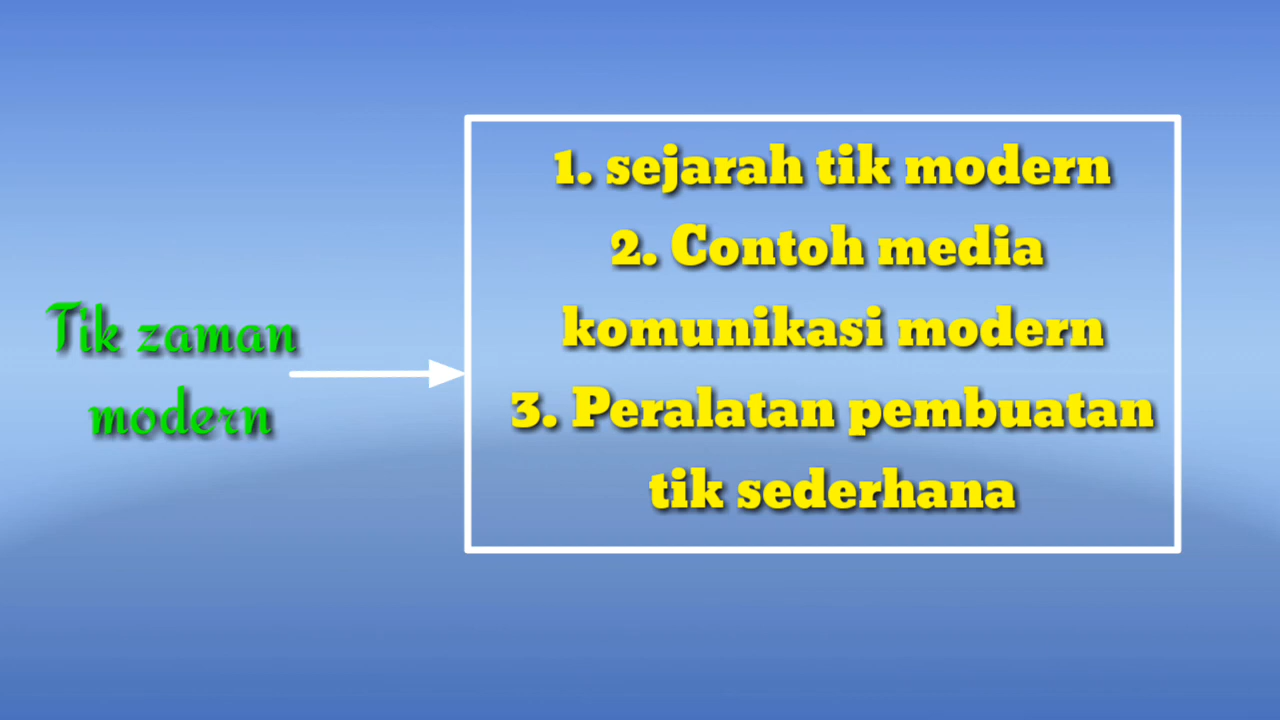 Tik zaman
modern
1. sejarah tik modern
2. Contoh media
komunikasi modern
3. Peralatan pembuatan
tik sederhana